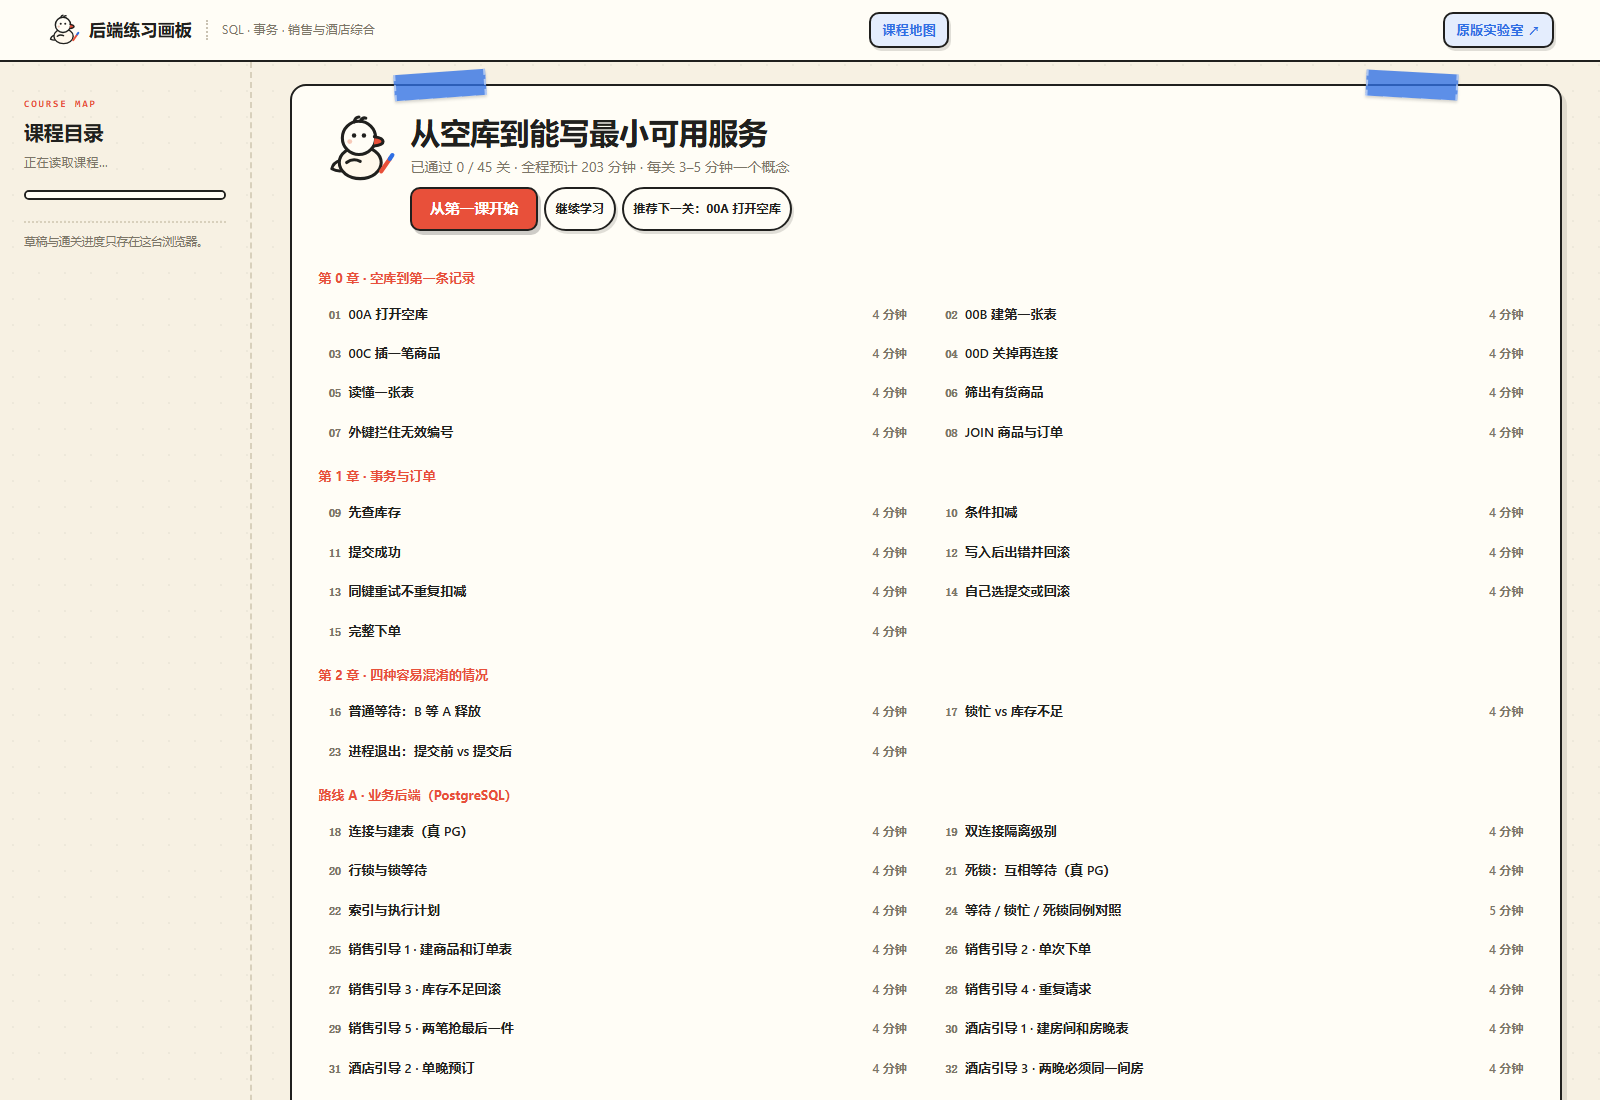 后端练习画板
SQL · 事务 · 销售与酒店综合
课程地图
原版实验室 ↗
COURSE MAP
课程目录
正在读取课程...
草稿与通关进度只存在这台浏览器。
从空库到能写最小可用服务
已通过 0 / 45 关 · 全程预计 203 分钟 · 每关 3–5 分钟一个概念
从第一课开始
继续学习
推荐下一关：00A 打开空库
第 0 章 · 空库到第一条记录
01 00A 打开空库 4 分钟
02 00B 建第一张表 4 分钟
03 00C 插一笔商品 4 分钟
04 00D 关掉再连接 4 分钟
05 读懂一张表 4 分钟
06 筛出有货商品 4 分钟
07 外键拦住无效编号 4 分钟
08 JOIN 商品与订单 4 分钟
第 1 章 · 事务与订单
09 先查库存 4 分钟
10 条件扣减 4 分钟
11 提交成功 4 分钟
12 写入后出错并回滚 4 分钟
13 同键重试不重复扣减 4 分钟
14 自己选提交或回滚 4 分钟
15 完整下单 4 分钟
第 2 章 · 四种容易混淆的情况
16 普通等待：B 等 A 释放 4 分钟
17 锁忙 vs 库存不足 4 分钟
23 进程退出：提交前 vs 提交后 4 分钟
路线 A · 业务后端（PostgreSQL）
18 连接与建表（真 PG） 4 分钟
19 双连接隔离级别 4 分钟
20 行锁与锁等待 4 分钟
21 死锁：互相等待（真 PG） 4 分钟
22 索引与执行计划 4 分钟
24 等待 / 锁忙 / 死锁同例对照 5 分钟
25 销售引导 1 · 建商品和订单表 4 分钟
26 销售引导 2 · 单次下单 4 分钟
27 销售引导 3 · 库存不足回滚 4 分钟
28 销售引导 4 · 重复请求 4 分钟
29 销售引导 5 · 两笔抢最后一件 4 分钟
30 酒店引导 1 · 建房间和房晚表 4 分钟
31 酒店引导 2 · 单晚预订 4 分钟
32 酒店引导 3 · 两晚必须同一间房 4 分钟